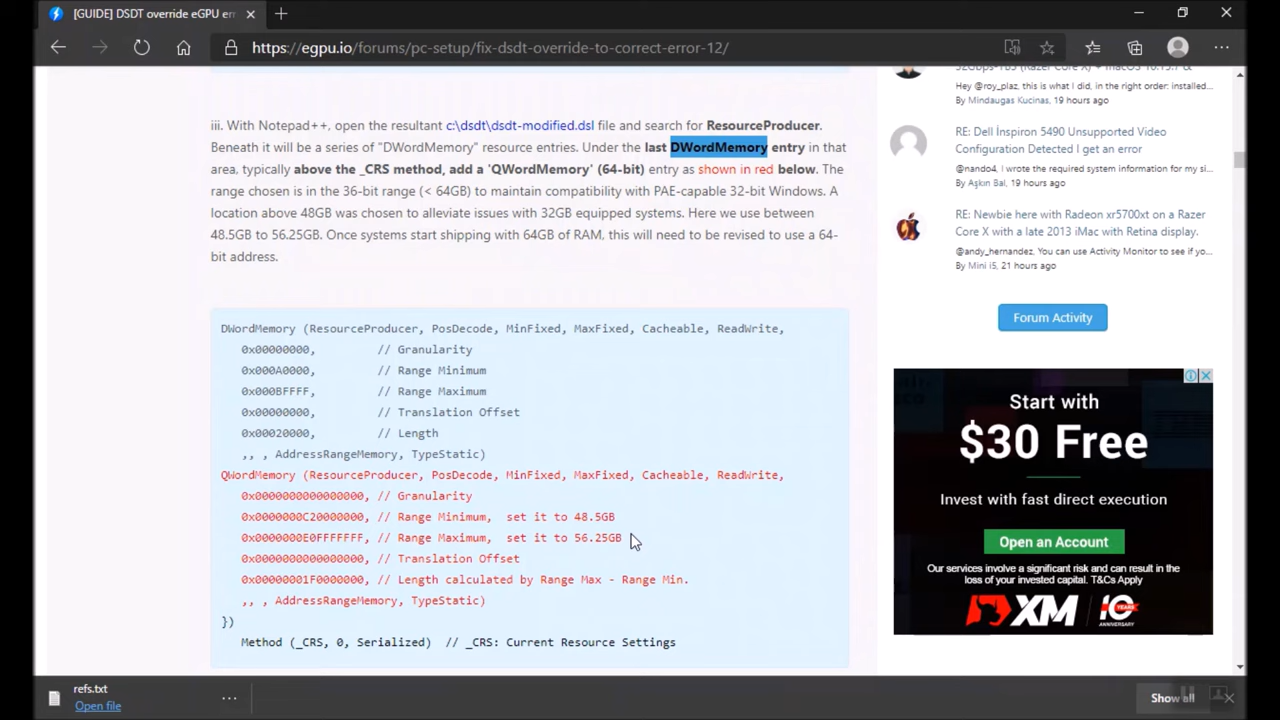 [GUIDE] DSDT override eGPU err
https://egpu.io/forums/pc-setup/fix-dsdt-override-to-correct-error-12/
iii. With Notepad++, open the resultant c:\dsdt\dsdt-modified.dsl file and search for ResourceProducer.
Beneath it will be a series of "DWordMemory" resource entries. Under the last DWordMemory entry in that
area, typically above the _CRS method, add a 'QWordMemory' (64-bit) entry as shown in red below. The
range chosen is in the 36-bit range (< 64GB) to maintain compatibility with PAE-capable 32-bit Windows. A
location above 48GB was chosen to alleviate issues with 32GB equipped systems. Here we use between
48.5GB to 56.25GB. Once systems start shipping with 64GB of RAM, this will need to be revised to use a 64-
bit address.
DWordMemory (ResourceProducer, PosDecode, MinFixed, MaxFixed, Cacheable, ReadWrite,
0x00000000, // Granularity
0x000A0000, // Range Minimum
0x000BFFFF, // Range Maximum
0x00000000, // Translation Offset
0x00020000, // Length
,, , AddressRangeMemory, TypeStatic)
QWordMemory (ResourceProducer, PosDecode, MinFixed, MaxFixed, Cacheable, ReadWrite,
0x0000000000000000, // Granularity
0x0000000C20000000, // Range Minimum, set it to 48.5GB
0x0000000E0FFFFFFF, // Range Maximum, set it to 56.25GB
0x0000000000000000, // Translation Offset
0x00000001F0000000, // Length calculated by Range Max - Range Min.
,, , AddressRangeMemory, TypeStatic)
})
Method (_CRS, 0, Serialized) // _CRS: Current Resource Settings
32Gbps-TB3 (Razer Core X) + macOS 10.15.7 &
Hey @roy_plaz, this is what I did, in the right order: installed...
By Mindaugas Kucinas, 19 hours ago
RE: Dell İnspiron 5490 Unsupported Video
Configuration Detected I get an error
@nando4, I wrote the required system information for my si...
By Aşkın Bal, 19 hours ago
RE: Newbie here with Radeon xr5700xt on a Razer
Core X with a late 2013 iMac with Retina display.
@andy_hernandez, You can use Activity Monitor to see if yo...
By Mini i5, 21 hours ago
Forum Activity
Start with
$30 Free
Invest with fast direct execution
Open an Account
Our services involve a significant risk and can result in the
loss of your invested capital. T&Cs Apply
XM 10
YEARS
ANNIVERSARY
refs.txt
Open file
Show all